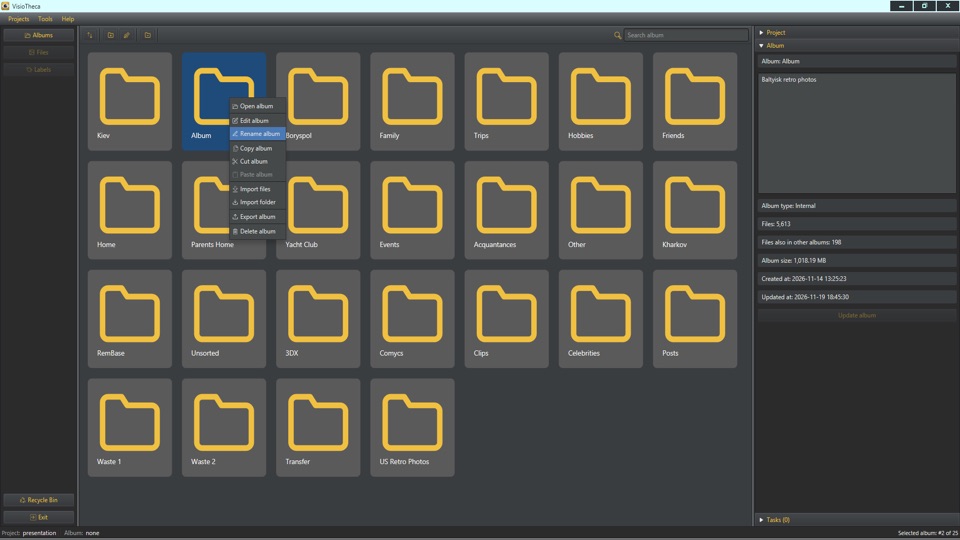 VisioTheca
Projects Tools Help
Albums
Files
Labels
Search album
Kiev
Album
Boryspol
Family
Trips
Hobbies
Friends
Open album
Edit album
Rename album
Copy album
Cut album
Paste album
Import files
Import folder
Export album
Delete album
Home
Parents Home
Yacht Club
Events
Acquantances
Other
Kharkov
RemBase
Unsorted
3DX
Comycs
Clips
Celebrities
Posts
Waste 1
Waste 2
Transfer
US Retro Photos
Recycle Bin
Exit
Project
Album
Album: Album
Baltyisk retro photos
Album type: Internal
Files: 5,613
Files also in other albums: 198
Album size: 1,018.19 MB
Created at: 2026-11-14 13:25:23
Updated at: 2026-11-19 18:45:30
Update album
Tasks (0)
Project: presentation Album: none
Selected album: #2 of 25